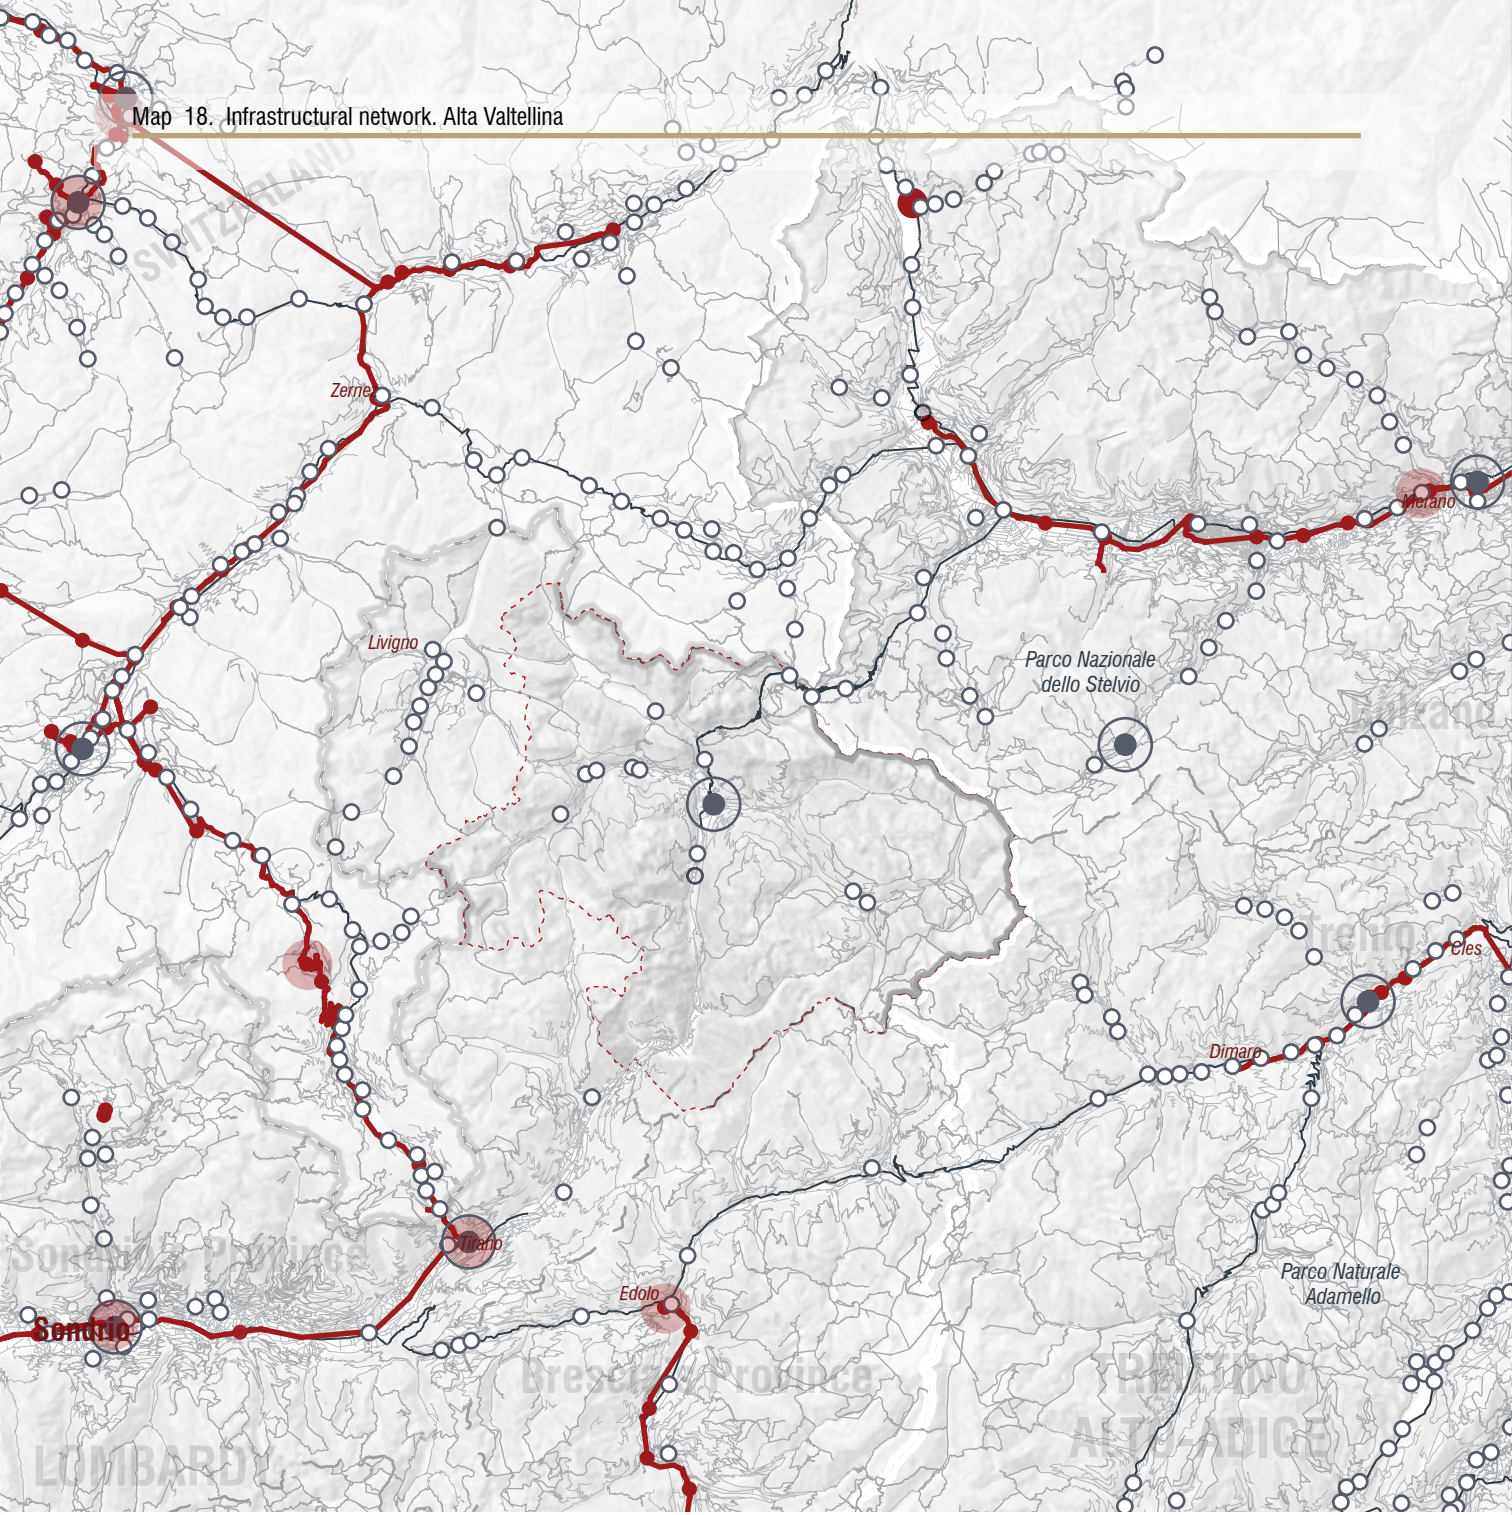 Map 18. Infrastructural network. Alta Valtellina
SWITZERLAND
Zernez
Merano
Livigno
Parco Nazionale
dello Stelvio
Bolzano
Trento
Cles
Dimaro
Tirano
Sondrio's Province
Edolo
Parco Naturale
Adamello
Sondrio
Brescia's Province
TRENTINO
ALTO-ADIGE
LOMBARDY